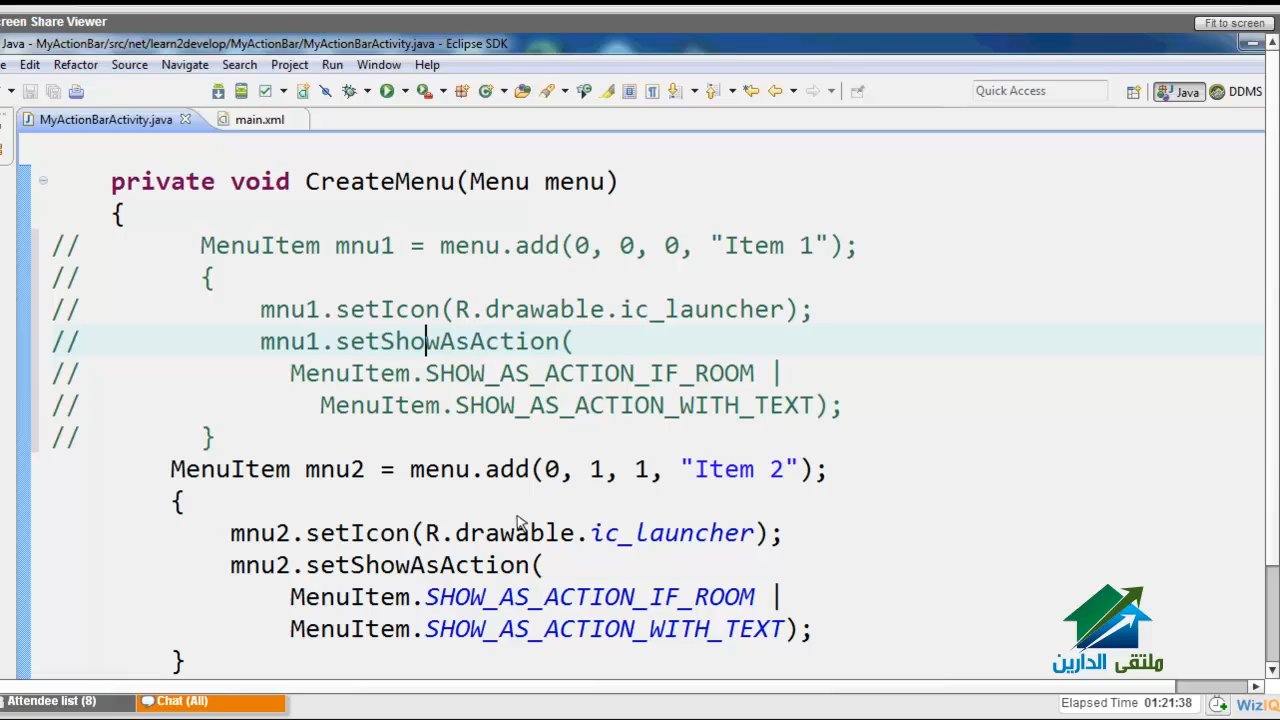 reen Share Viewer
Fit to screen
Java - MyActionBar/src/net/learn2develop/MyActionBar/MyActionBarActivity.java - Eclipse SDK
e Edit Refactor Source Navigate Search Project Run Window Help
Quick Access
Java
DDMS
MyActionBarActivity.java
main.xml
private void CreateMenu(Menu menu)
{
// MenuItem mnu1 = menu.add(0, 0, 0, "Item 1");
// {
// mnu1.setIcon(R.drawable.ic_launcher);
// mnu1.setShowAsAction(
// MenuItem.SHOW_AS_ACTION_IF_ROOM |
// MenuItem.SHOW_AS_ACTION_WITH_TEXT);
// }
MenuItem mnu2 = menu.add(0, 1, 1, "Item 2");
{
mnu2.setIcon(R.drawable.ic_launcher);
mnu2.setShowAsAction(
MenuItem.SHOW_AS_ACTION_IF_ROOM |
MenuItem.SHOW_AS_ACTION_WITH_TEXT);
}
ملتقى الدارين
Attendee list (8)
Chat (All)
Elapsed Time 01:21:38
WizIQ